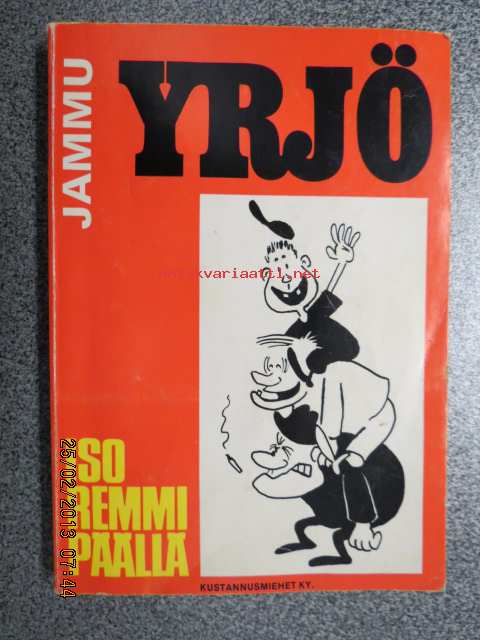 JAMMU
YRJÖ
antikvariaatti.net
ISO
REMMI
PÄÄLLÄ
KUSTANNUSMIEHET KY.
25/02/2013 07:44